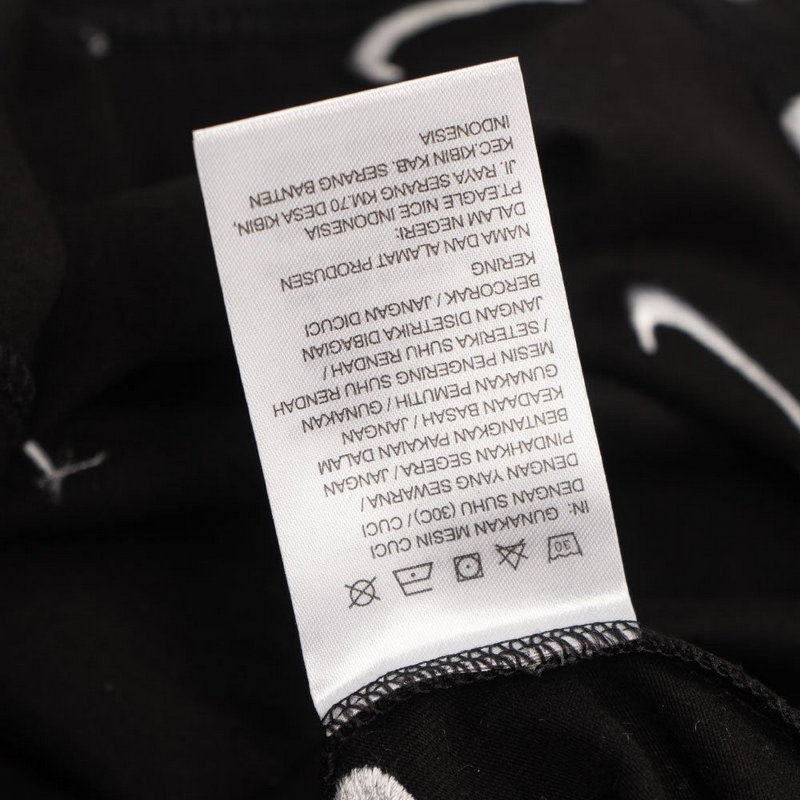 30
IN: GUNAKAN MESIN CUCI
DENGAN SUHU (30C) / CUCI
DENGAN YANG SEWARNA /
PINDAHKAN SEGERA / JANGAN
BENTANGKAN PAKAIAN DALAM
KEADAAN BASAH / JANGAN
GUNAKAN PEMUTIH / GUNAKAN
MESIN PENGERING SUHU RENDAH
/ SETERIKA SUHU RENDAH /
JANGAN DISETRIKA DIBAGIAN
BERCORAK / JANGAN DICUCI
KERING
NAMA DAN ALAMAT PRODUSEN
DALAM NEGERI:
PT.EAGLE NICE INDONESIA
Jl. RAYA SERANG KM.70 DESA KIBIN,
KEC.KIBIN KAB. SERANG BANTEN
INDONESIA